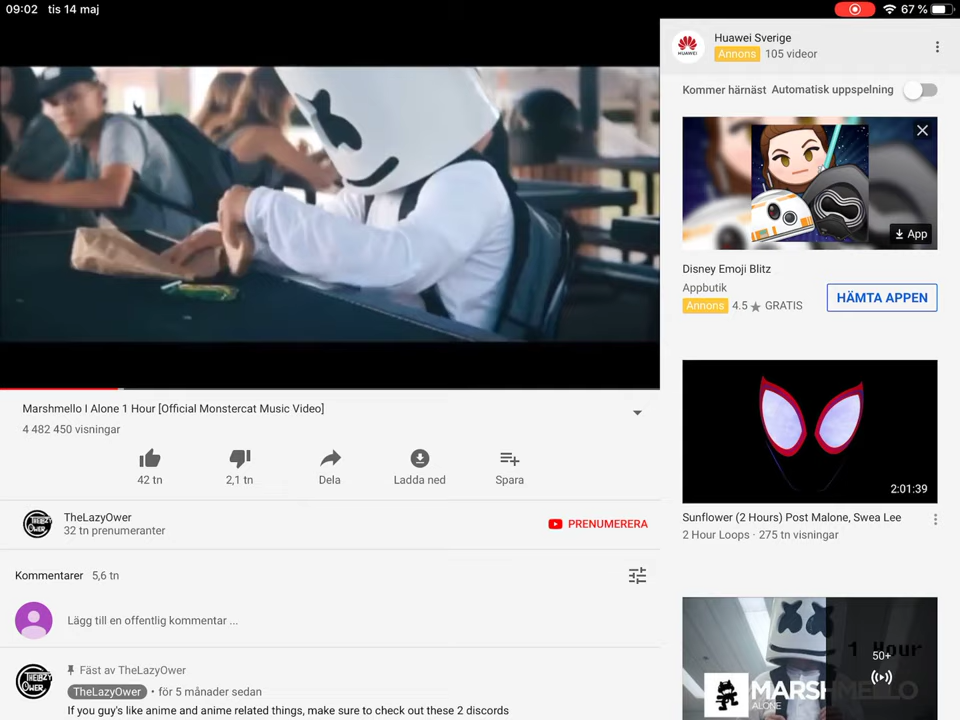 09:02 tis 14 maj
67 %
HUAWEI
Huawei Sverige
Annons 105 videor
Kommer härnäst Automatisk uppspelning
App
Disney Emoji Blitz
Appbutik
Annons 4.5 ★ GRATIS
HÄMTA APPEN
Marshmello I Alone 1 Hour [Official Monstercat Music Video]
4 482 450 visningar
42 tn
2,1 tn
Dela
Ladda ned
Spara
THELAZY
OWER
TheLazyOwer
32 tn prenumeranter
PRENUMERERA
2:01:39
Sunflower (2 Hours) Post Malone, Swea Lee
2 Hour Loops · 275 tn visningar
Kommentarer 5,6 tn
Lägg till en offentlig kommentar ...
THELAZY
OWER
Fäst av TheLazyOwer
TheLazyOwer • för 5 månader sedan
If you guy's like anime and anime related things, make sure to check out these 2 discords
1 Hour
50+
MARSHMELLO
ALONE